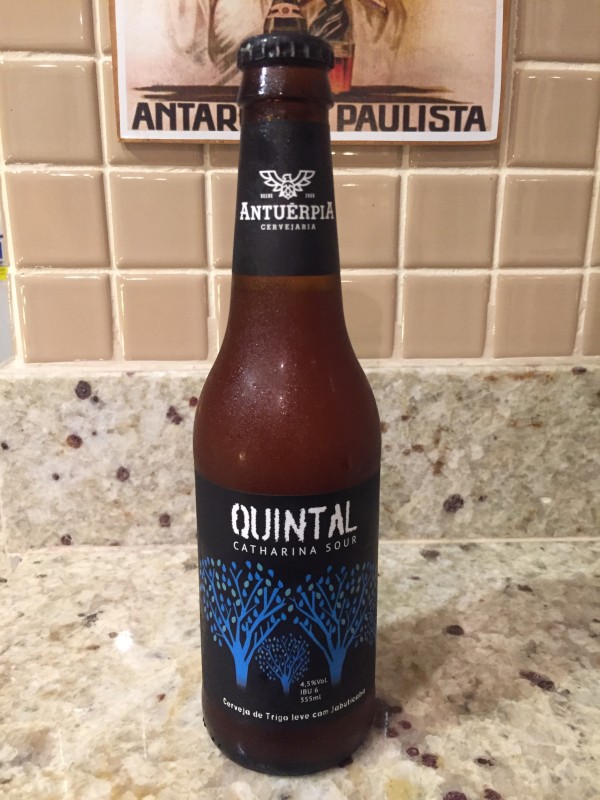 ANTAR PAULISTA
ANTUÉRPIA
CERVEJARIA
QUINTAL
CATHARINA SOUR
4,5%Vol.
IBU 6
355ml
Cerveja de Trigo leve com Jabuticaba